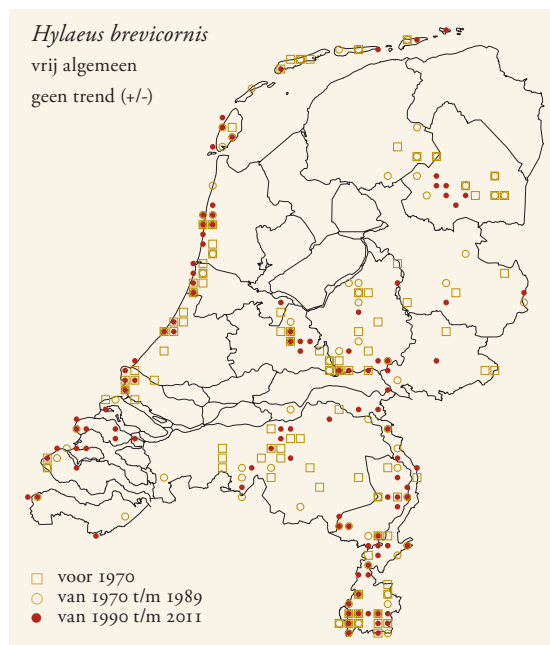 Hylaeus brevicornis
vrij algemeen
geen trend (+/-)
voor 1970
van 1970 t/m 1989
van 1990 t/m 2011